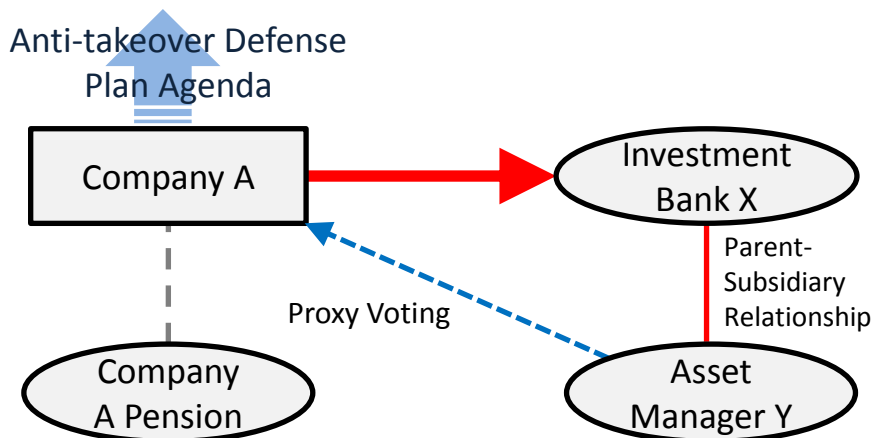 Anti-takeover Defense
Plan Agenda
Company A
Investment
Bank X
Parent-
Subsidiary
Relationship
Proxy Voting
Company
A Pension
Asset
Manager Y